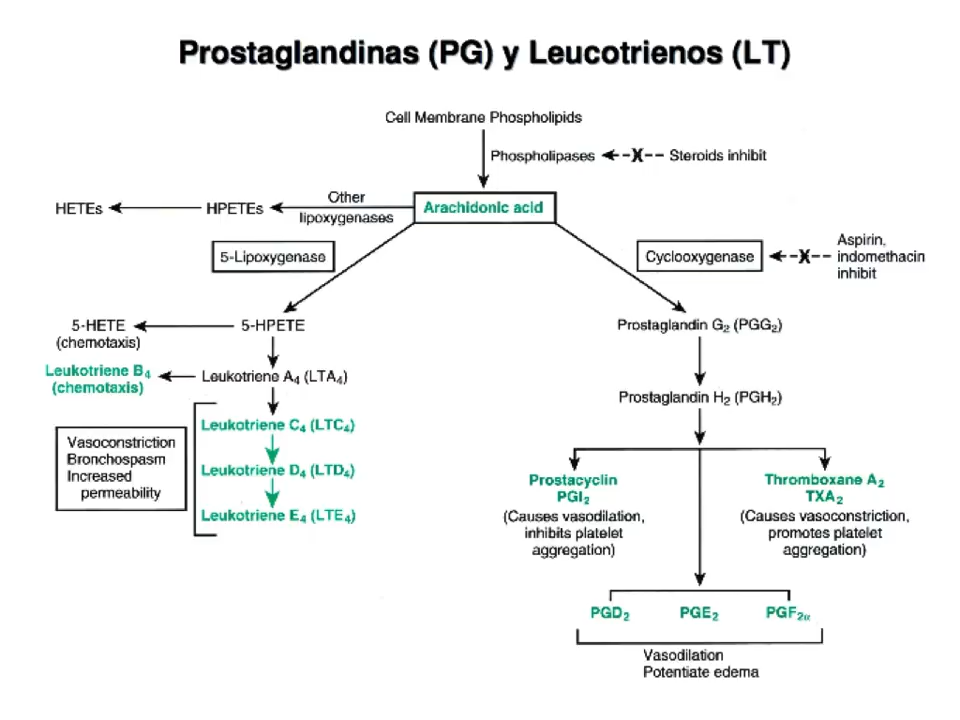 Prostaglandinas (PG) y Leucotrienos (LT)
Cell Membrane Phospholipids
Phospholipases
X
Steroids inhibit
Arachidonic acid
Other
lipoxygenases
HPETEs
HETEs
5-Lipoxygenase
Cyclooxygenase
X
Aspirin,
indomethacin
inhibit
5-HETE
(chemotaxis)
5-HPETE
Leukotriene B4
(chemotaxis)
Leukotriene A4 (LTA4)
Vasoconstriction
Bronchospasm
Increased
permeability
Leukotriene C4 (LTC4)
Leukotriene D4 (LTD4)
Leukotriene E4 (LTE4)
Prostaglandin G2 (PGG2)
Prostaglandin H2 (PGH2)
Prostacyclin
PGI2
(Causes vasodilation,
inhibits platelet
aggregation)
Thromboxane A2
TXA2
(Causes vasoconstriction,
promotes platelet
aggregation)
PGD2
PGE2
PGF2α
Vasodilation
Potentiate edema